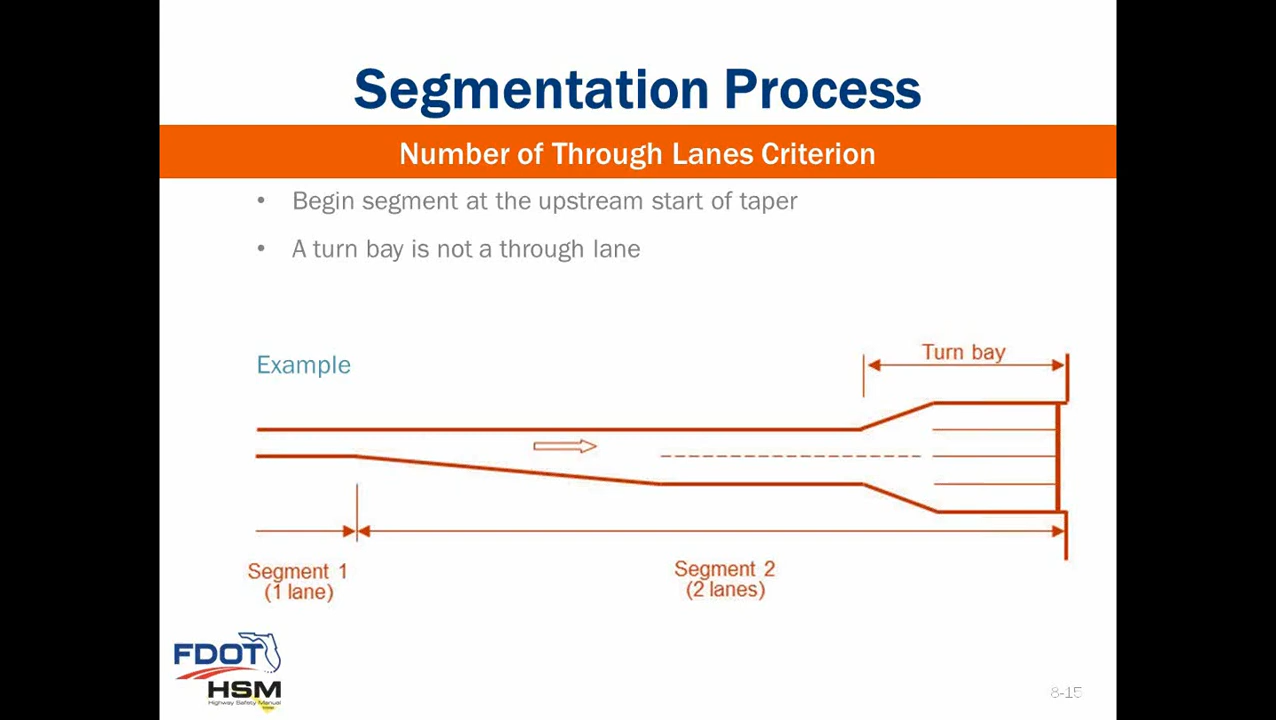 Segmentation Process
Number of Through Lanes Criterion
• Begin segment at the upstream start of taper
• A turn bay is not a through lane
Example
Turn bay
Segment 1
(1 lane)
Segment 2
(2 lanes)
FDOT
HSM
Highway Safety Manual
8-15